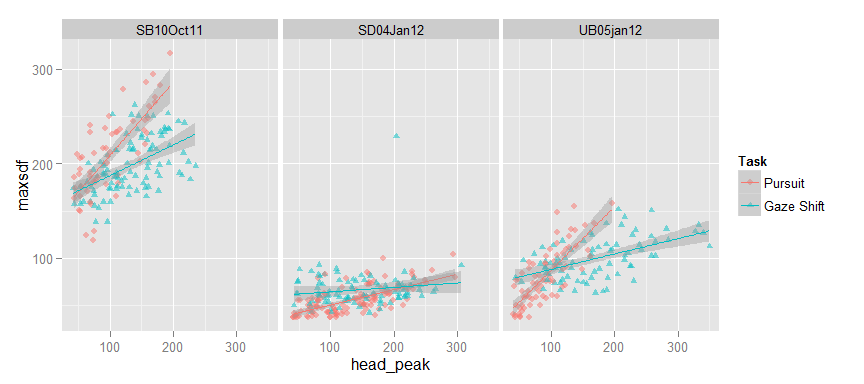 SB10Oct11 SD04Jan12 UB05jan12
300
200
100
maxsdf
100 200 300 100 200 300 100 200 300
head_peak
Task
Pursuit
Gaze Shift